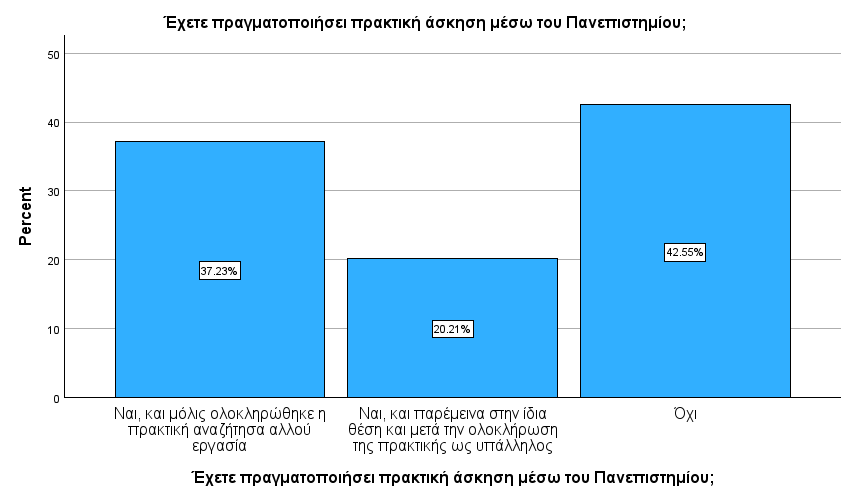 Έχετε πραγματοποιήσει πρακτική άσκηση μέσω του Πανεπιστημίου;
50
40
30
20
10
0
Percent
37.23%
20.21%
42.55%
Ναι, και μόλις ολοκληρώθηκε η
πρακτική αναζήτησα αλλού
εργασία
Ναι, και παρέμεινα στην ίδια
θέση και μετά την ολοκλήρωση
της πρακτικής ως υπάλληλος
Όχι
Έχετε πραγματοποιήσει πρακτική άσκηση μέσω του Πανεπιστημίου;